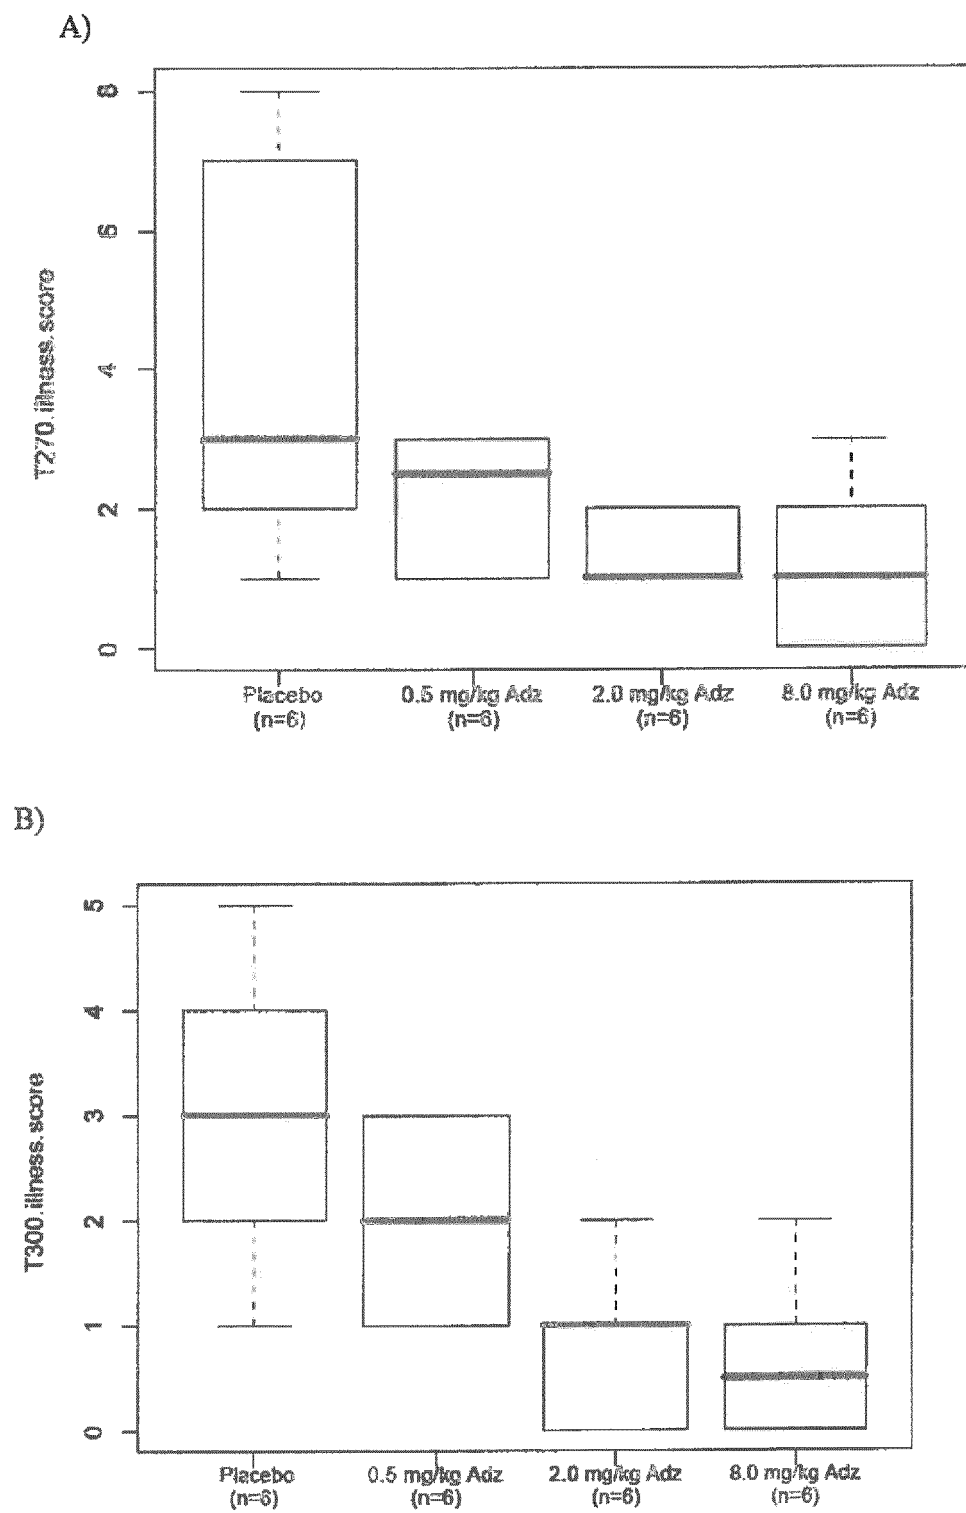 A)
T270.illness.score
8
6
4
2
0
Placebo
(n=6)
0.5 mg/kg Adz
(n=6)
2.0 mg/kg Adz
(n=6)
8.0 mg/kg Adz
(n=6)
B)
T300.illness.score
5
4
3
2
1
0
Placebo
(n=6)
0.5 mg/kg Adz
(n=6)
2.0 mg/kg Adz
(n=6)
8.0 mg/kg Adz
(n=6)